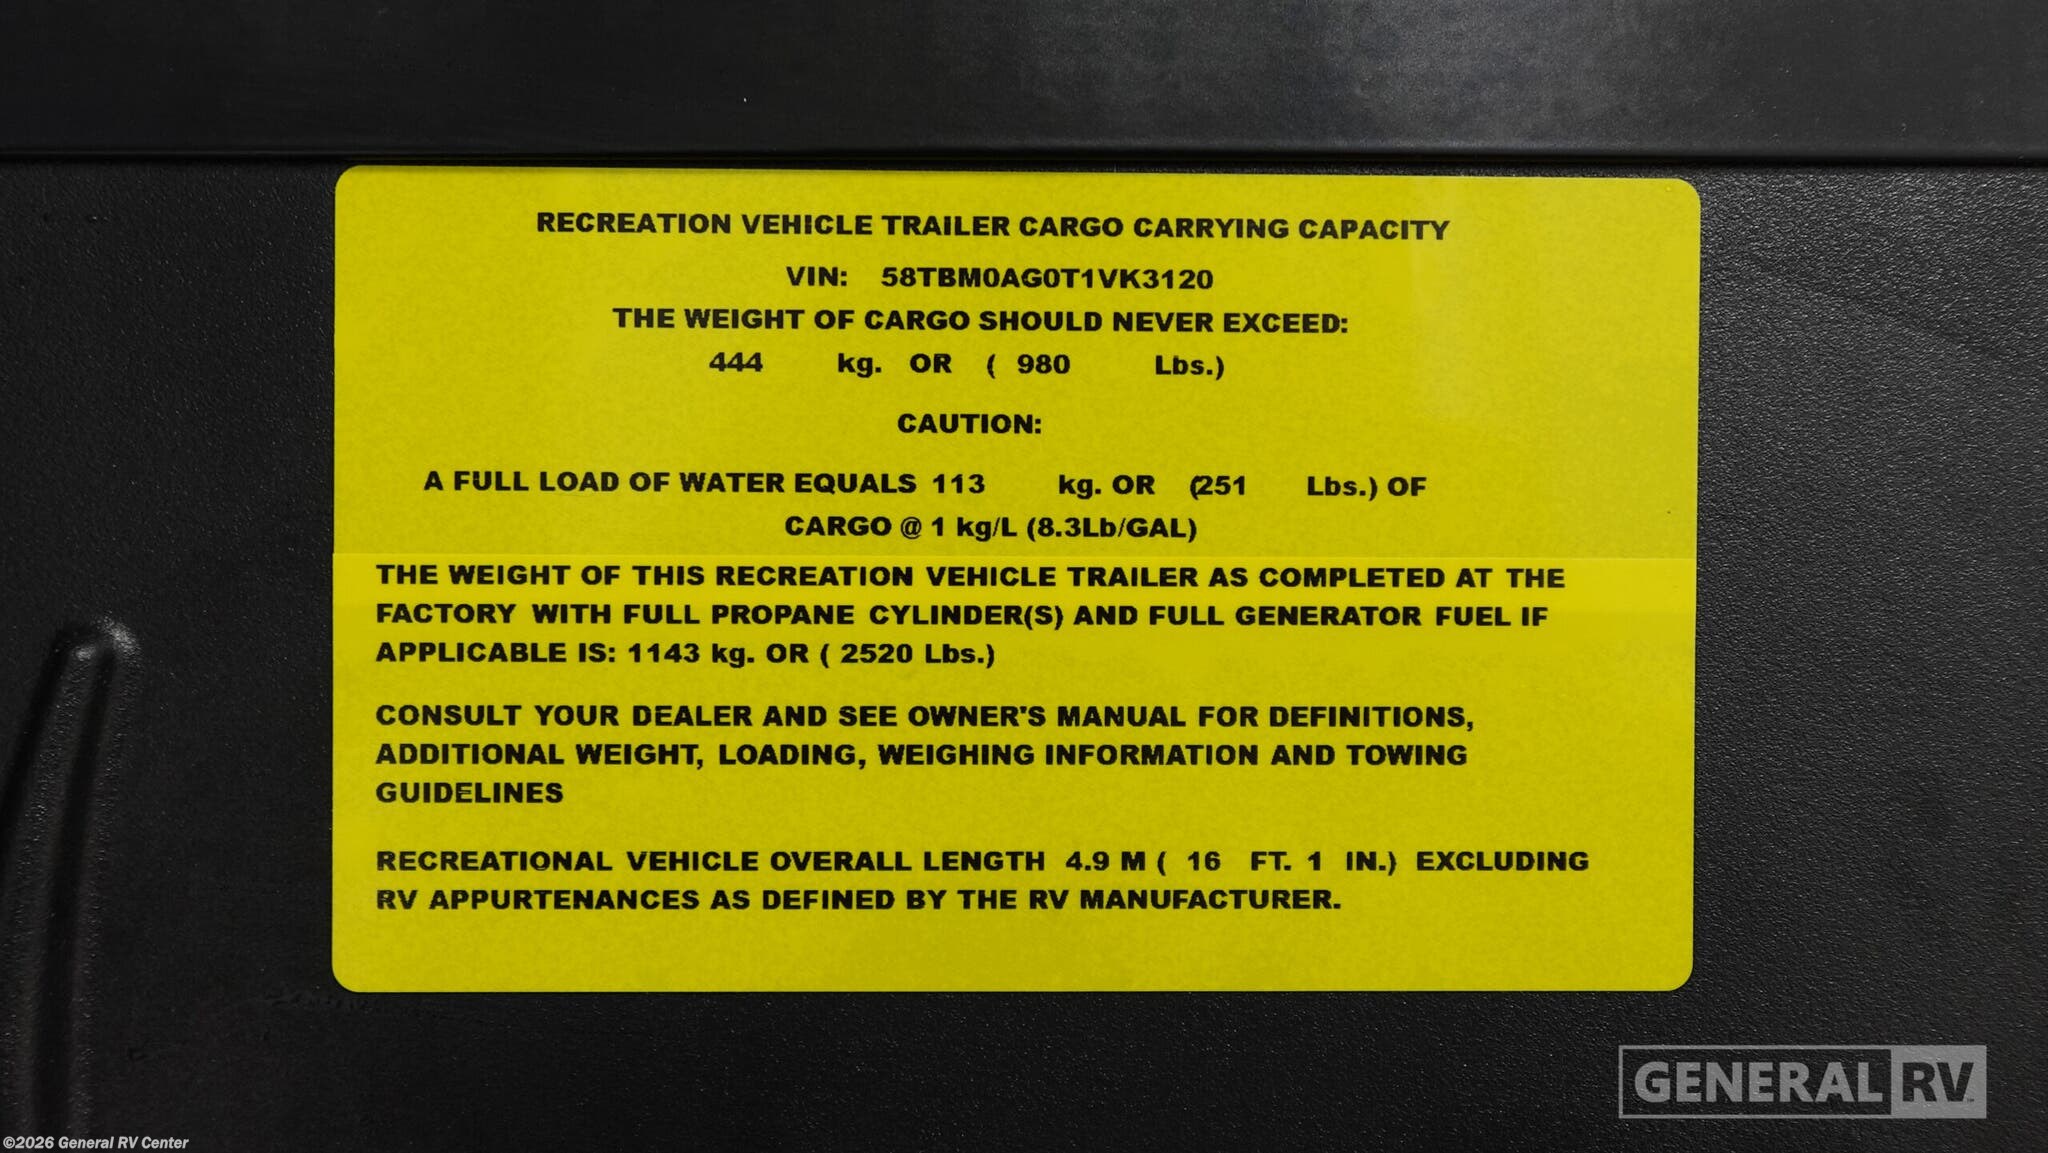 RECREATION VEHICLE TRAILER CARGO CARRYING CAPACITY
VIN: 58TBM0AG0T1VK3120
THE WEIGHT OF CARGO SHOULD NEVER EXCEED:
444 kg. OR ( 980 Lbs.)
CAUTION:
A FULL LOAD OF WATER EQUALS 113 kg. OR (251 Lbs.) OF
CARGO @ 1 kg/L (8.3Lb/GAL)
THE WEIGHT OF THIS RECREATION VEHICLE TRAILER AS COMPLETED AT THE
FACTORY WITH FULL PROPANE CYLINDER(S) AND FULL GENERATOR FUEL IF
APPLICABLE IS: 1143 kg. OR ( 2520 Lbs.)
CONSULT YOUR DEALER AND SEE OWNER'S MANUAL FOR DEFINITIONS,
ADDITIONAL WEIGHT, LOADING, WEIGHING INFORMATION AND TOWING
GUIDELINES
RECREATIONAL VEHICLE OVERALL LENGTH 4.9 M ( 16 FT. 1 IN.) EXCLUDING
RV APPURTENANCES AS DEFINED BY THE RV MANUFACTURER.
GENERAL RV
©2026 General RV Center